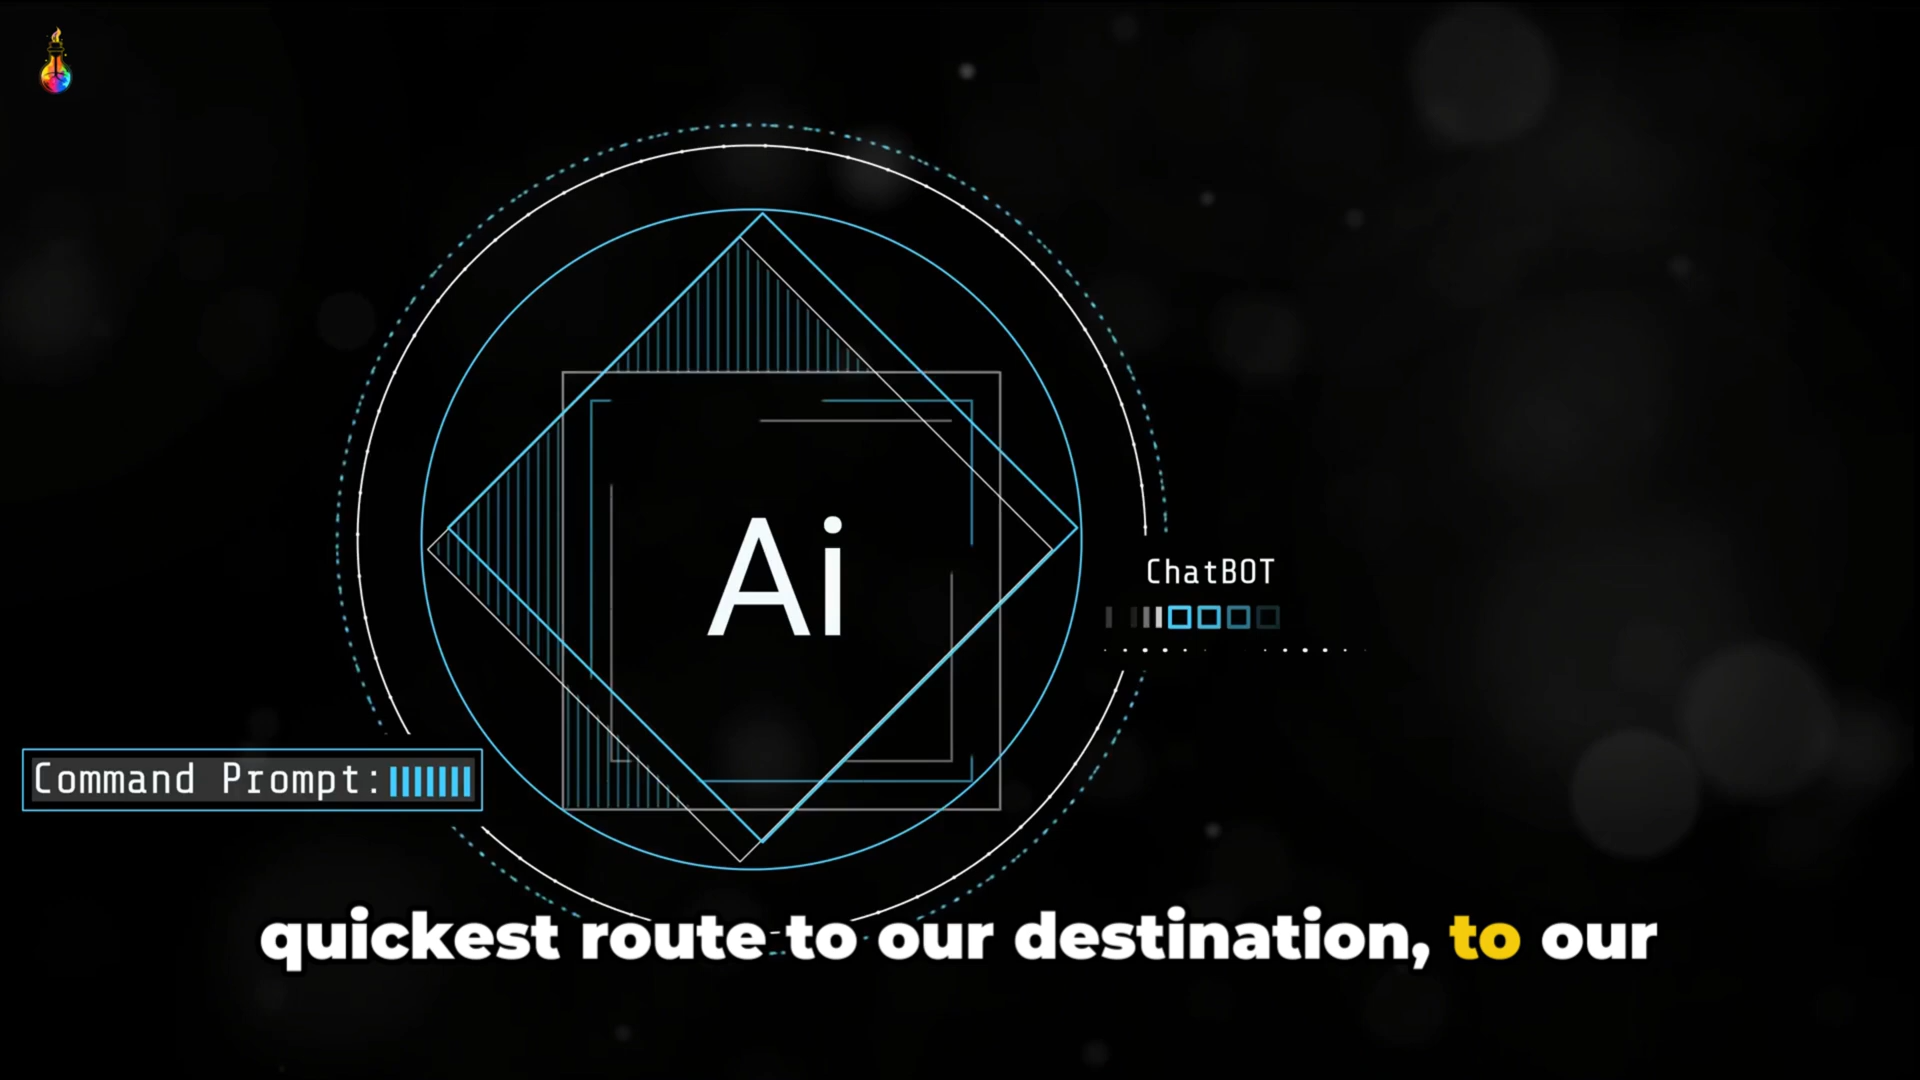 Ai
ChatBOT
Command Prompt:
quickest route to our destination, to our